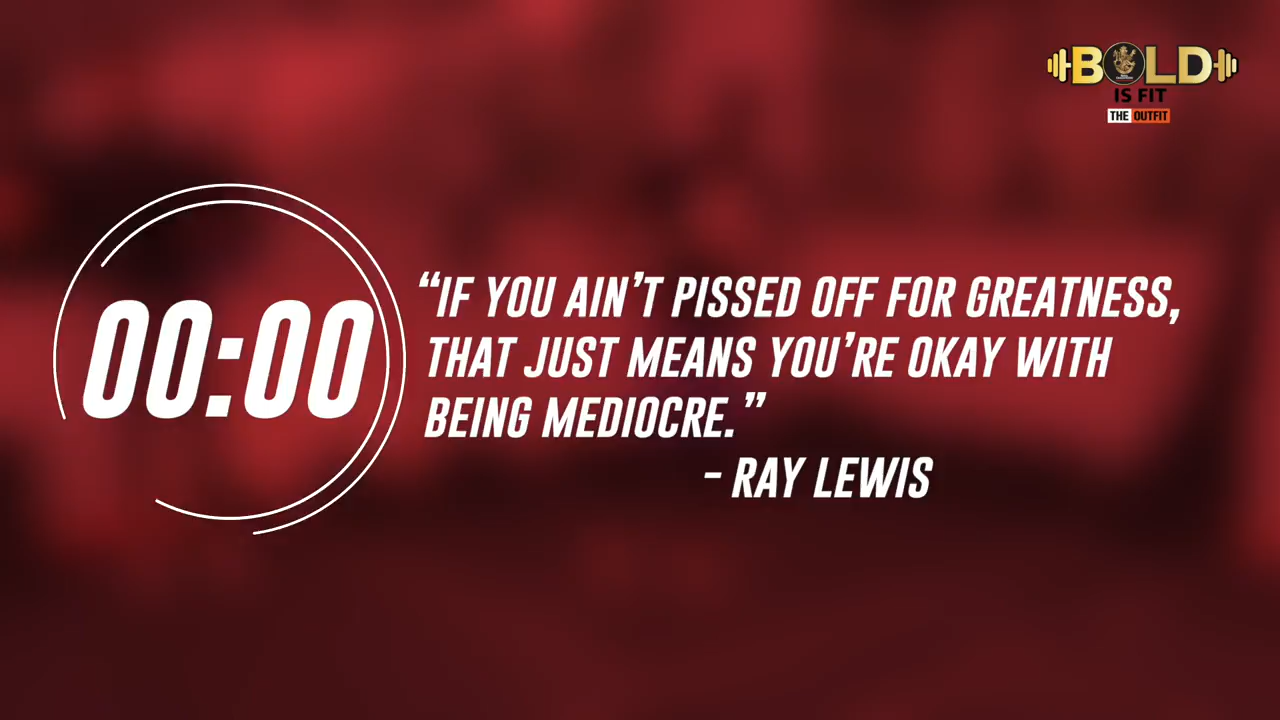 BOLD
IS FIT
THE OUTFIT
00:00
“IF YOU AIN’T PISSED OFF FOR GREATNESS,
THAT JUST MEANS YOU’RE OKAY WITH
BEING MEDIOCRE.”
- RAY LEWIS